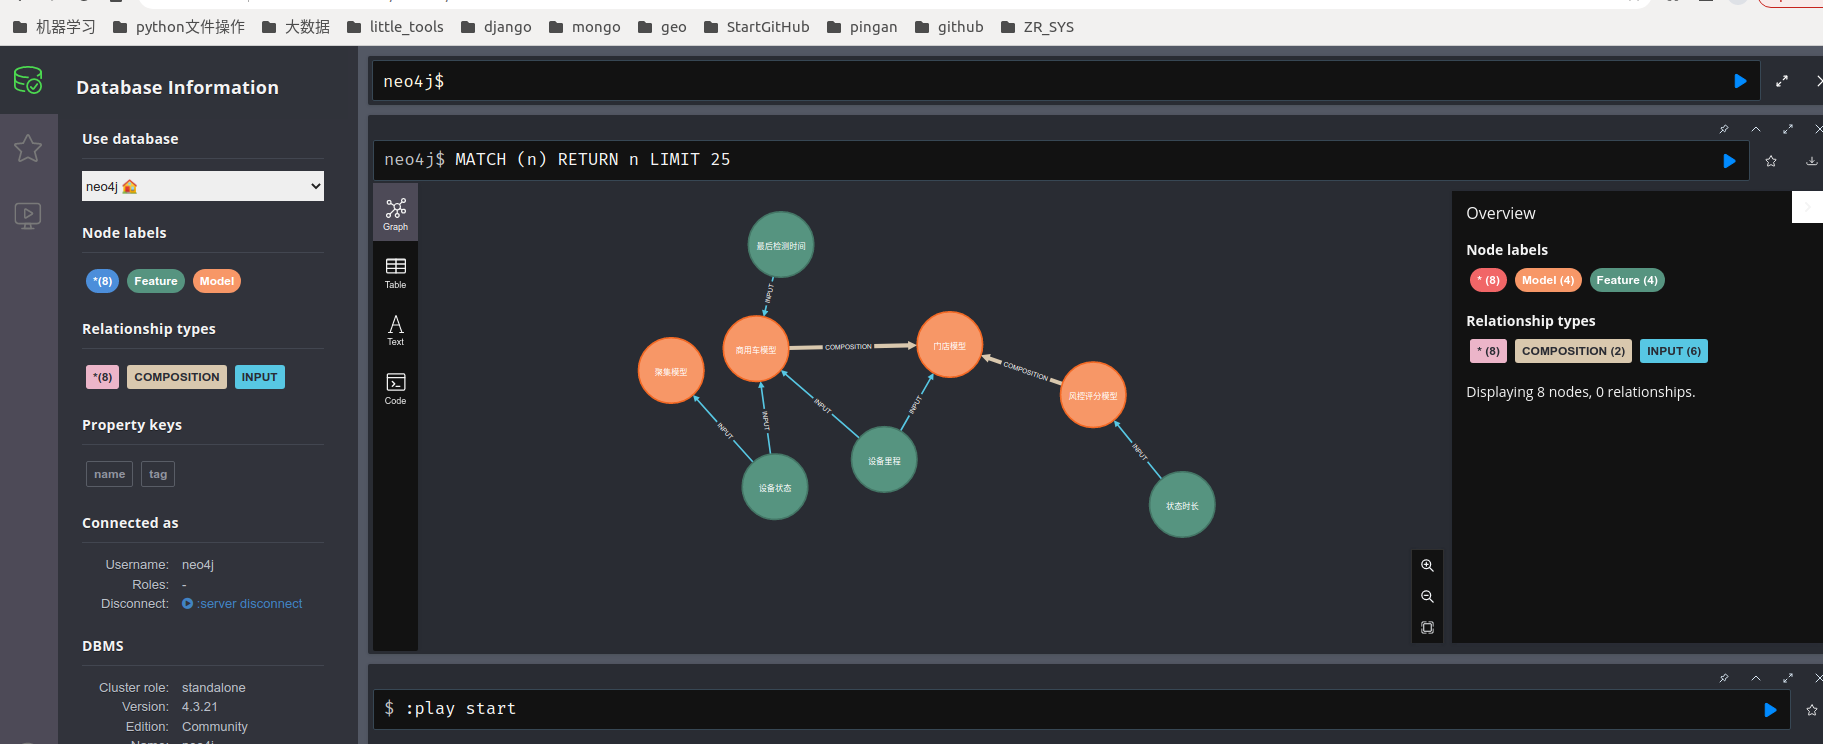 机器学习 python文件操作 大数据 little_tools django mongo geo StartGitHub pingan github ZR_SYS
Database Information
Use database
neo4j
Node labels
*(8) Feature Model
Relationship types
*(8) COMPOSITION INPUT
Property keys
name tag
Connected as
Username: neo4j
Roles: -
Disconnect: :server disconnect
DBMS
Cluster role: standalone
Version: 4.3.21
Edition: Community
neo4j$
neo4j$ MATCH (n) RETURN n LIMIT 25
Graph
Table
Text
Code
最后检测时间
INPUT
商用车模型
COMPOSITION
门店模型
聚集模型
COMPOSITION
风控评分模型
INPUT
INPUT
INPUT
INPUT
INPUT
设备里程
设备状态
状态时长
Overview
Node labels
* (8) Model (4) Feature (4)
Relationship types
* (8) COMPOSITION (2) INPUT (6)
Displaying 8 nodes, 0 relationships.
$ :play start